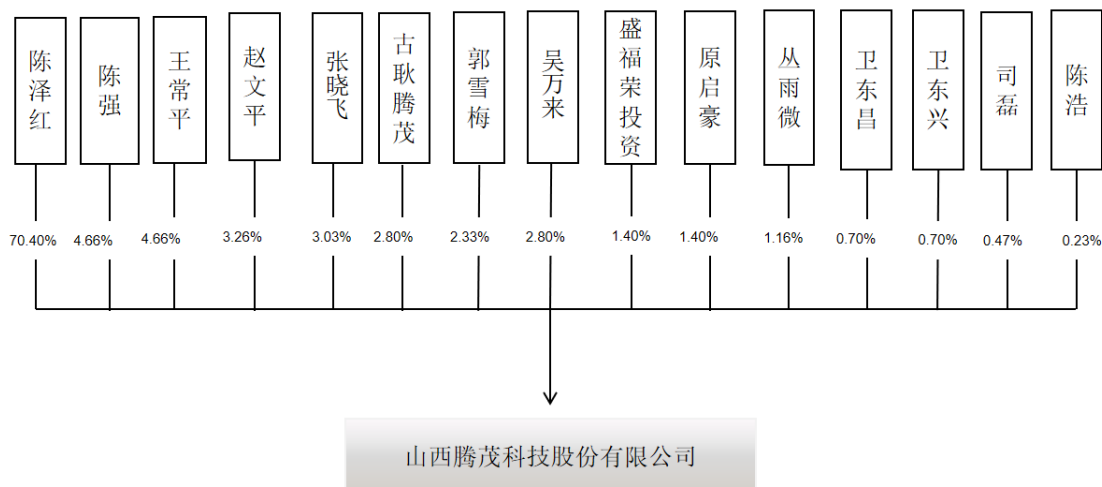 陈泽红
陈强
王常平
赵文平
张晓飞
古耿腾茂
郭雪梅
吴万来
盛福荣投资
原启豪
丛雨微
卫东昌
卫东兴
司磊
陈浩
70.40%
4.66%
4.66%
3.26%
3.03%
2.80%
2.33%
2.80%
1.40%
1.40%
1.16%
0.70%
0.70%
0.47%
0.23%
山西腾茂科技股份有限公司